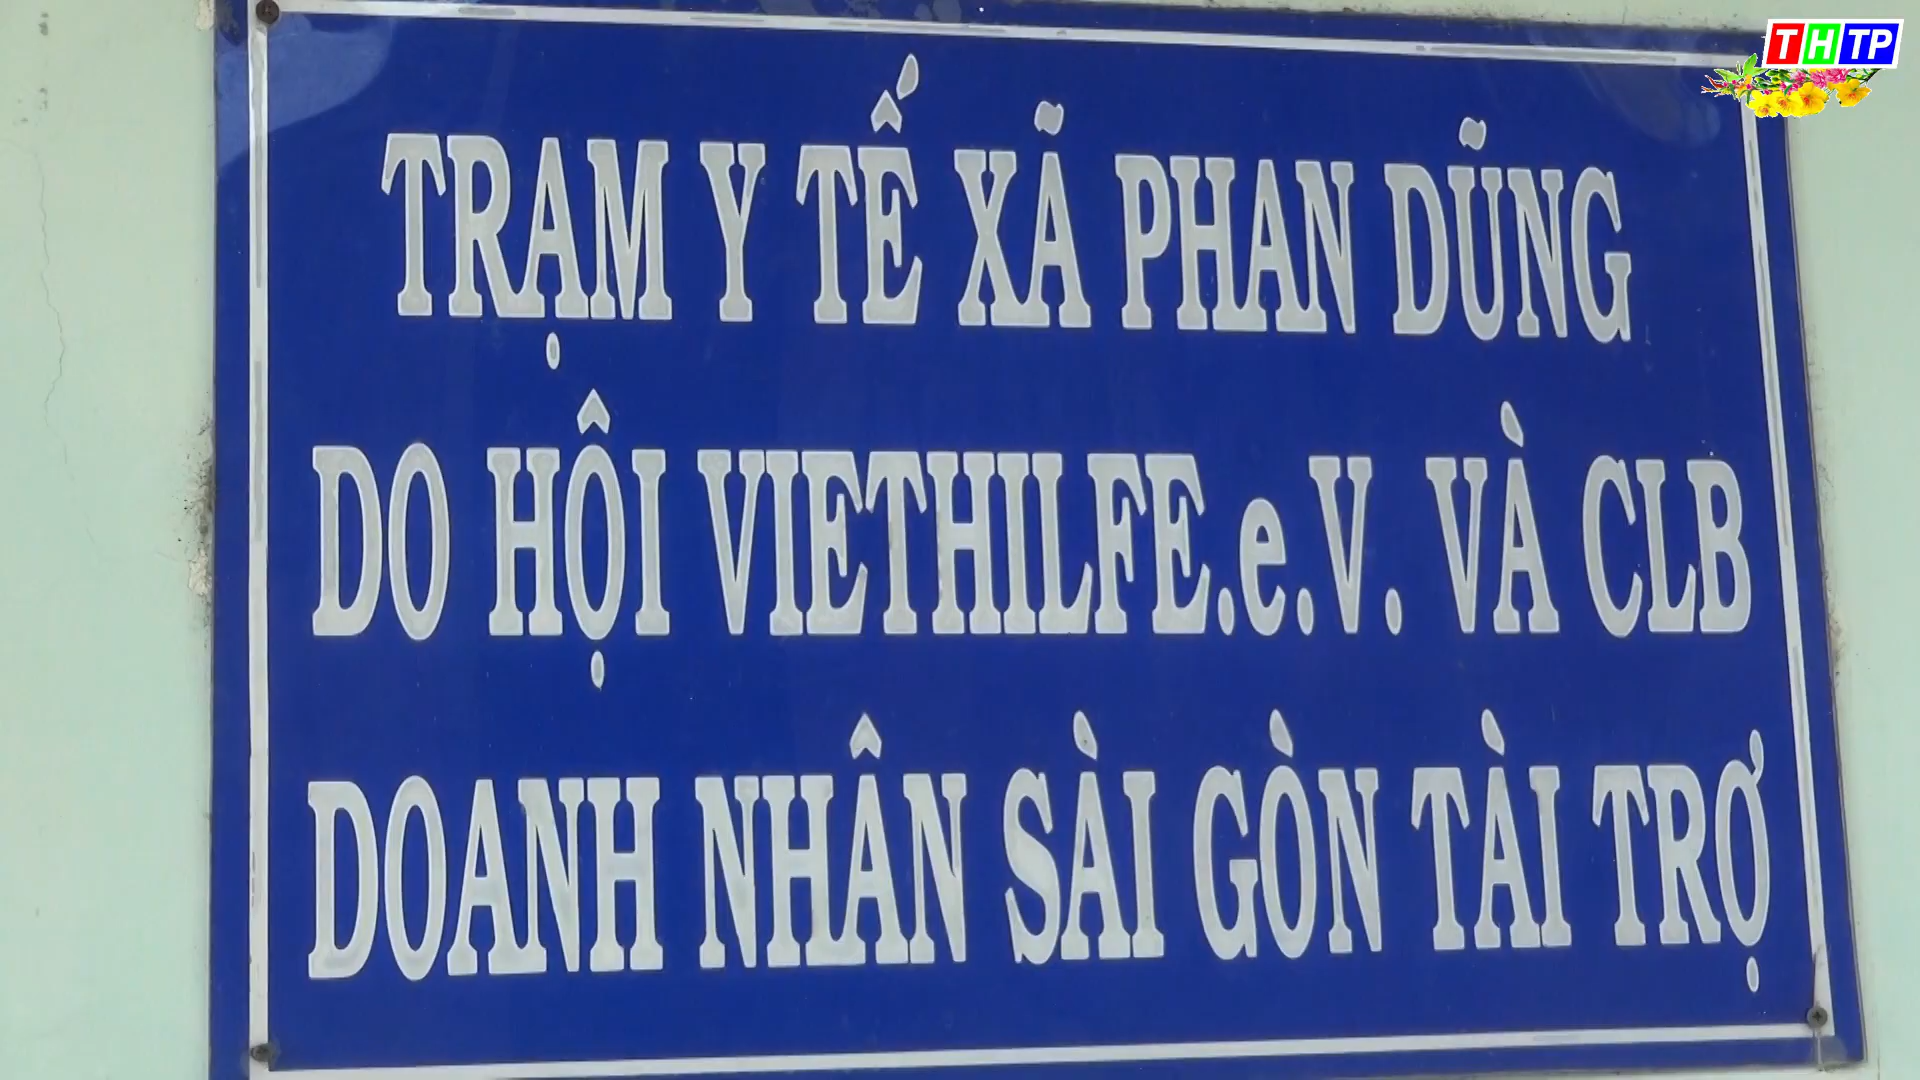 THTP
TRẠM Y TẾ XÃ PHAN DŨNG
DO HỘI VIETHILFE.e.V. VÀ CLB
DOANH NHÂN SÀI GÒN TÀI TRỢ